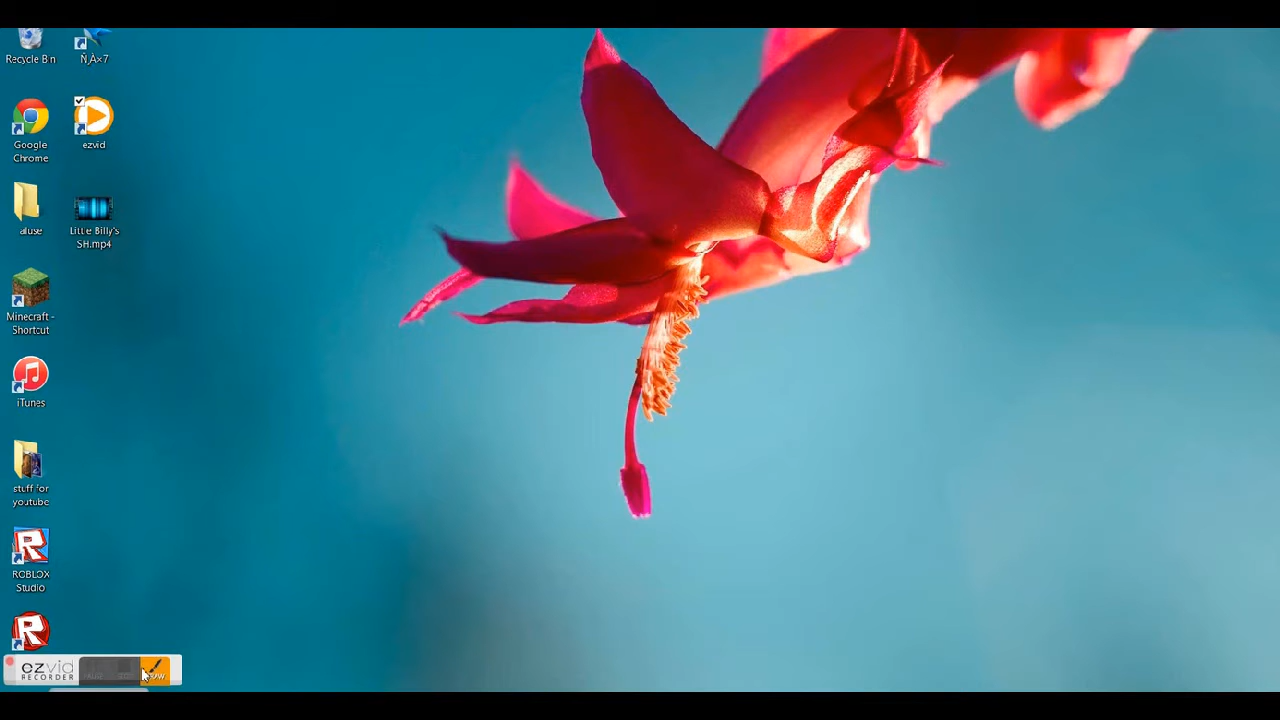 Recycle Bin
Ñ‚À×7
Google
Chrome
ezvid
afuse
Little Billy's
SH.mp4
Minecraft -
Shortcut
iTunes
stuff for
youtube
ROBLOX
Studio
ezvid
RECORDER